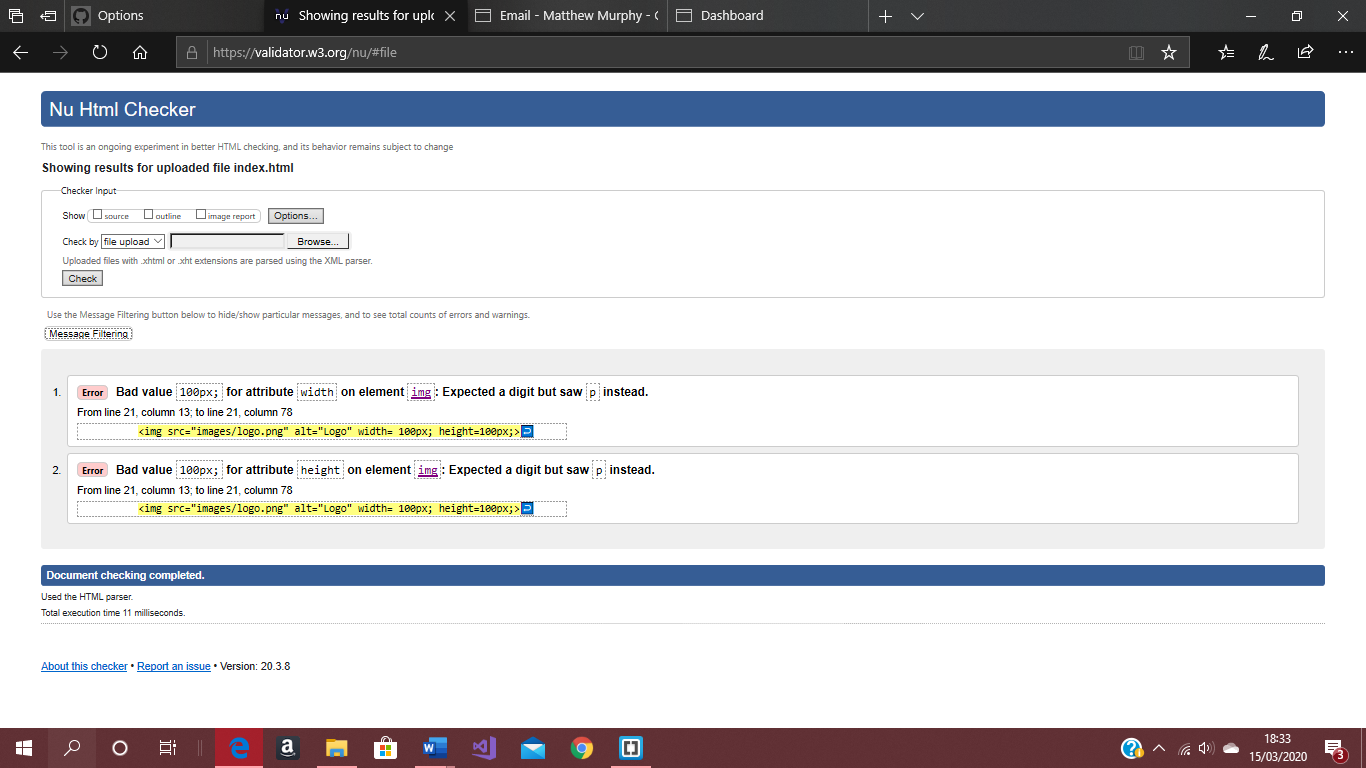 Options
nu Showing results for uplo
Email - Matthew Murphy - O
Dashboard
https://validator.w3.org/nu/#file
Nu Html Checker
This tool is an ongoing experiment in better HTML checking, and its behavior remains subject to change
Showing results for uploaded file index.html
Checker Input
Show source outline image report Options...
Check by file upload Browse...
Uploaded files with .xhtml or .xht extensions are parsed using the XML parser.
Check
Use the Message Filtering button below to hide/show particular messages, and to see total counts of errors and warnings.
Message Filtering
1. Error Bad value 100px; for attribute width on element img: Expected a digit but saw p instead.
From line 21, column 13; to line 21, column 78
<img src="images/logo.png" alt="Logo" width= 100px; height=100px;>
2. Error Bad value 100px; for attribute height on element img: Expected a digit but saw p instead.
From line 21, column 13; to line 21, column 78
<img src="images/logo.png" alt="Logo" width= 100px; height=100px;>
Document checking completed.
Used the HTML parser.
Total execution time 11 milliseconds.
About this checker • Report an issue • Version: 20.3.8
18:33
15/03/2020
3